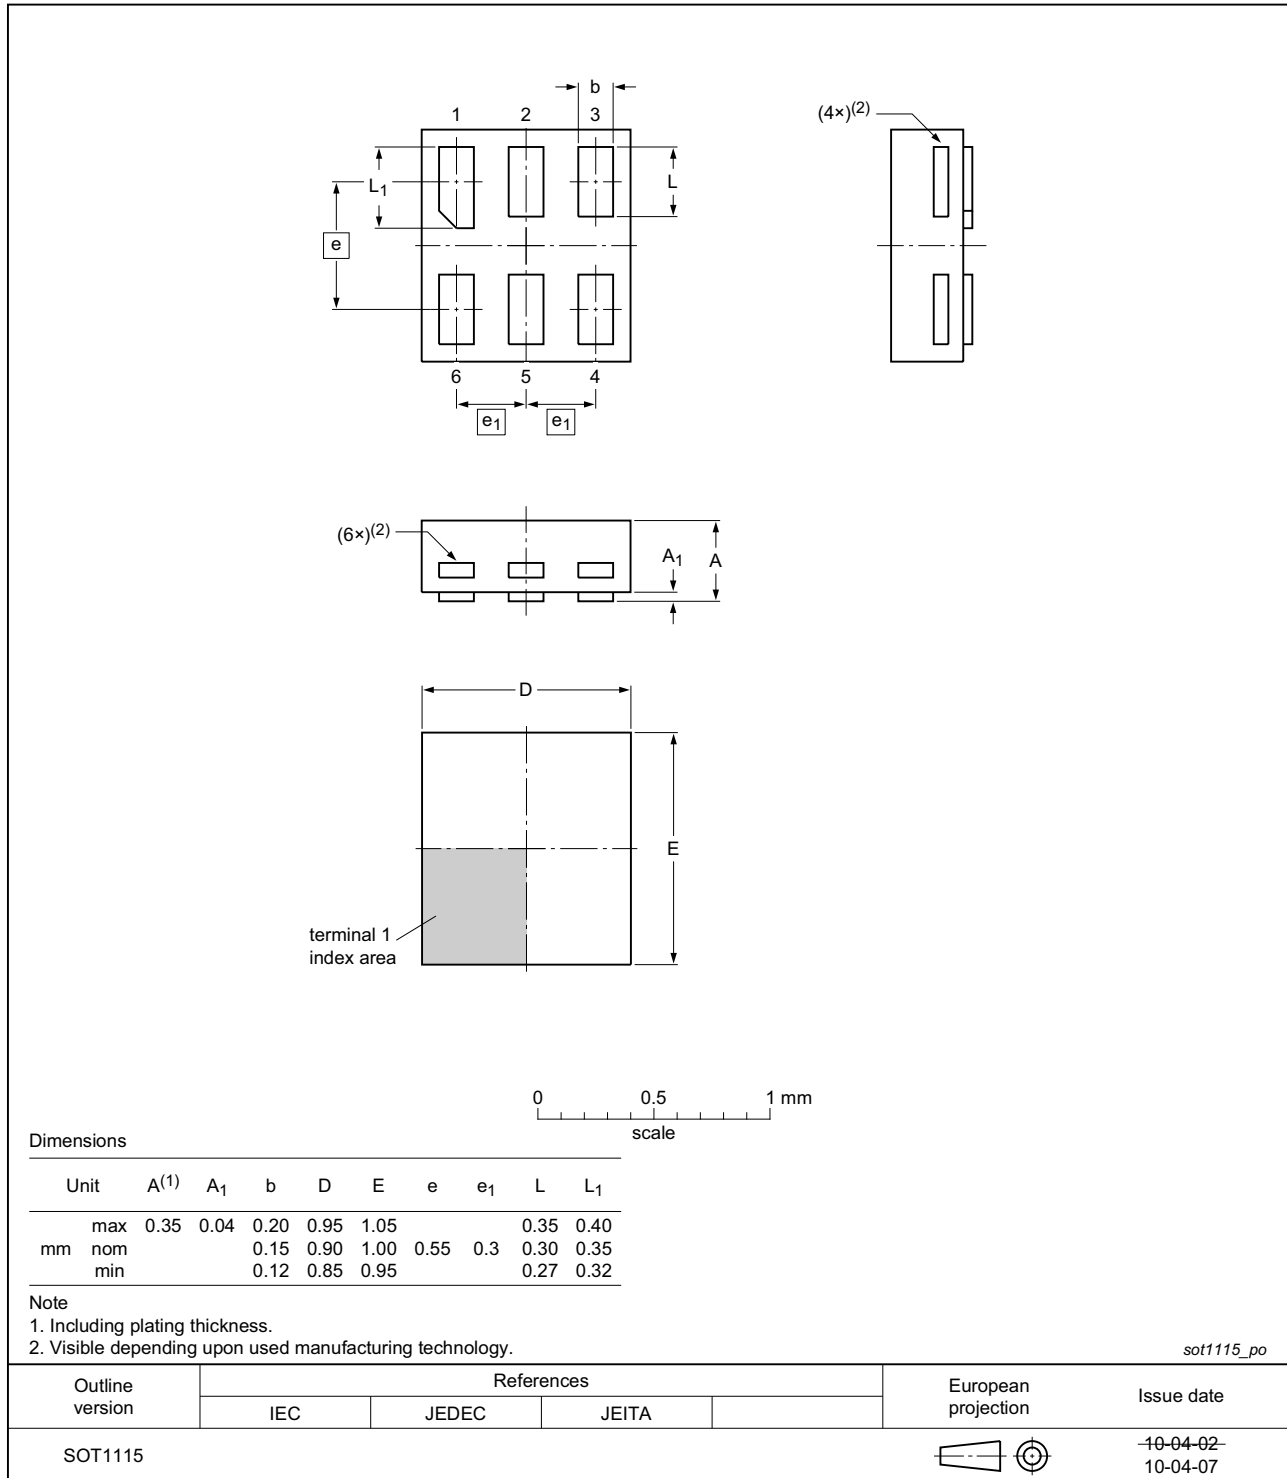 b
1 2 3
(4×)(2)
L1
L
e
6 5 4
e1 e1
(6×)(2)
A1 A
D
E
terminal 1
index area
0 0.5 1 mm
scale
Dimensions
Unit A(1) A1 b D E e e1 L L1
max 0.35 0.04 0.20 0.95 1.05 0.35 0.40
mm nom 0.15 0.90 1.00 0.55 0.3 0.30 0.35
min 0.12 0.85 0.95 0.27 0.32
Note
1. Including plating thickness.
2. Visible depending upon used manufacturing technology.
sot1115_po
Outline
version
References
IEC JEDEC JEITA
European
projection
Issue date
SOT1115
10-04-02
10-04-07